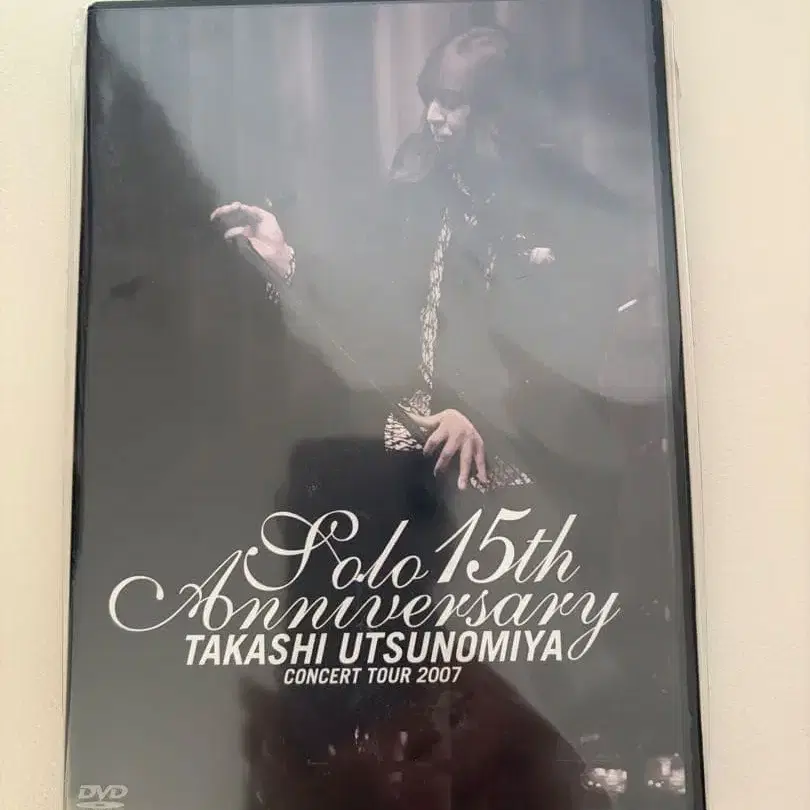 Solo 15th
Anniversary
TAKASHI UTSUNOMIYA
CONCERT TOUR 2007
DVD